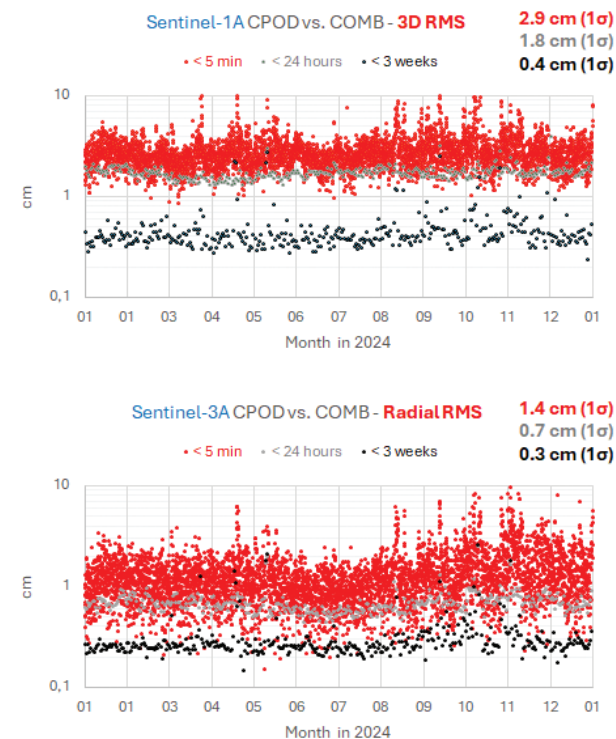 Sentinel-1A CPOD vs. COMB - 3D RMS
2.9 cm (1σ)
1.8 cm (1σ)
0.4 cm (1σ)
< 5 min < 24 hours < 3 weeks
10
1
0,1
cm
01 01 03 04 05 06 07 08 09 10 11 01
Month in 2024
Sentinel-3A CPOD vs. COMB - Radial RMS
1.4 cm (1σ)
0.7 cm (1σ)
0.3 cm (1σ)
< 5 min < 24 hours < 3 weeks
10
1
0,1
cm
01 01 03 04 05 06 07 08 09 10 11 12 01
Month in 2024